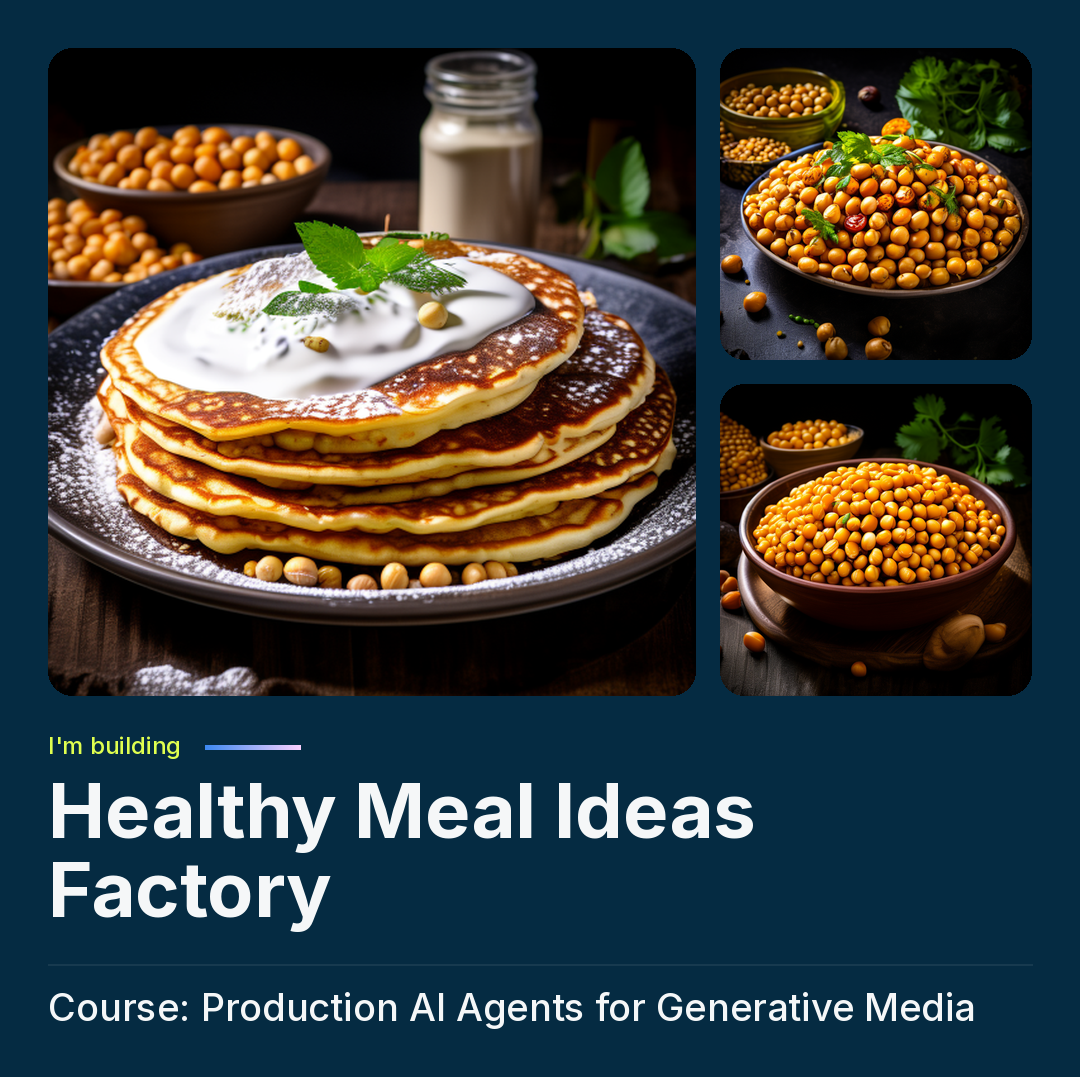 I'm building
Healthy Meal Ideas
Factory
Course: Production AI Agents for Generative Media